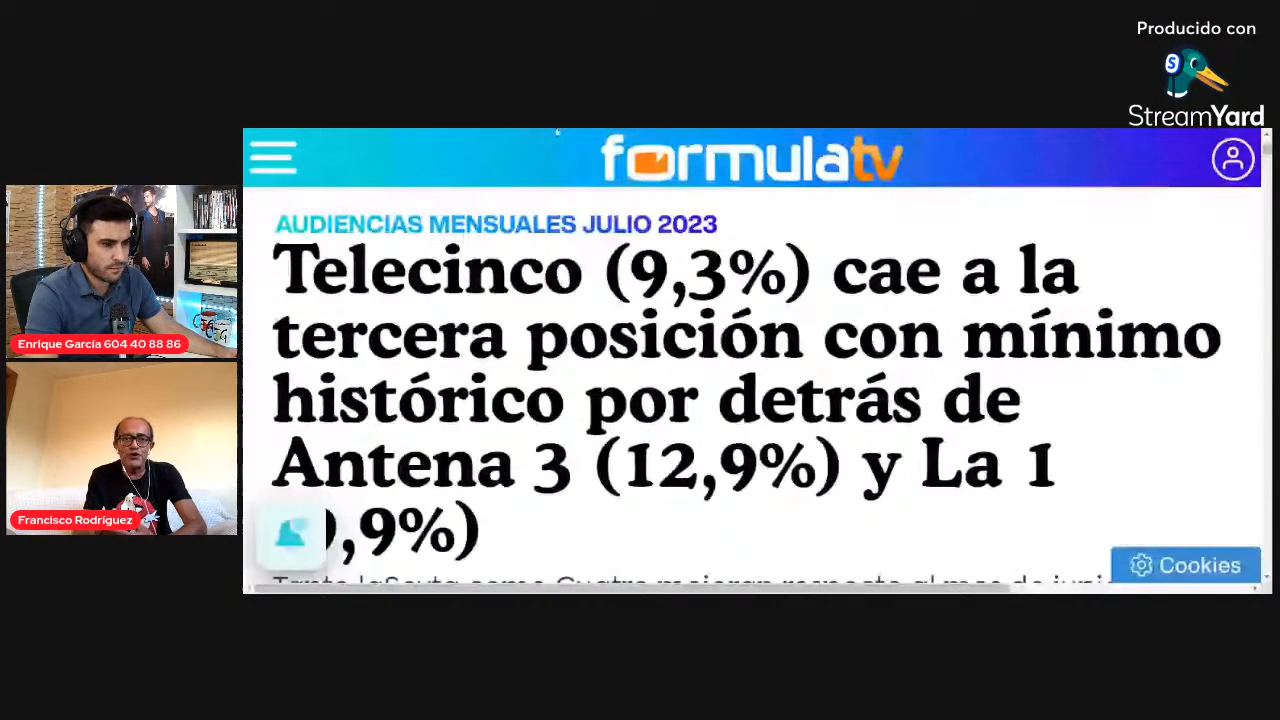 Producido con
StreamYard
formulatv
AUDIENCIAS MENSUALES JULIO 2023
Telecinco (9,3%) cae a la
tercera posición con mínimo
histórico por detrás de
Antena 3 (12,9%) y La 1
,9%)
Cookies
Enrique García 604 40 88 86
Francisco Rodríguez